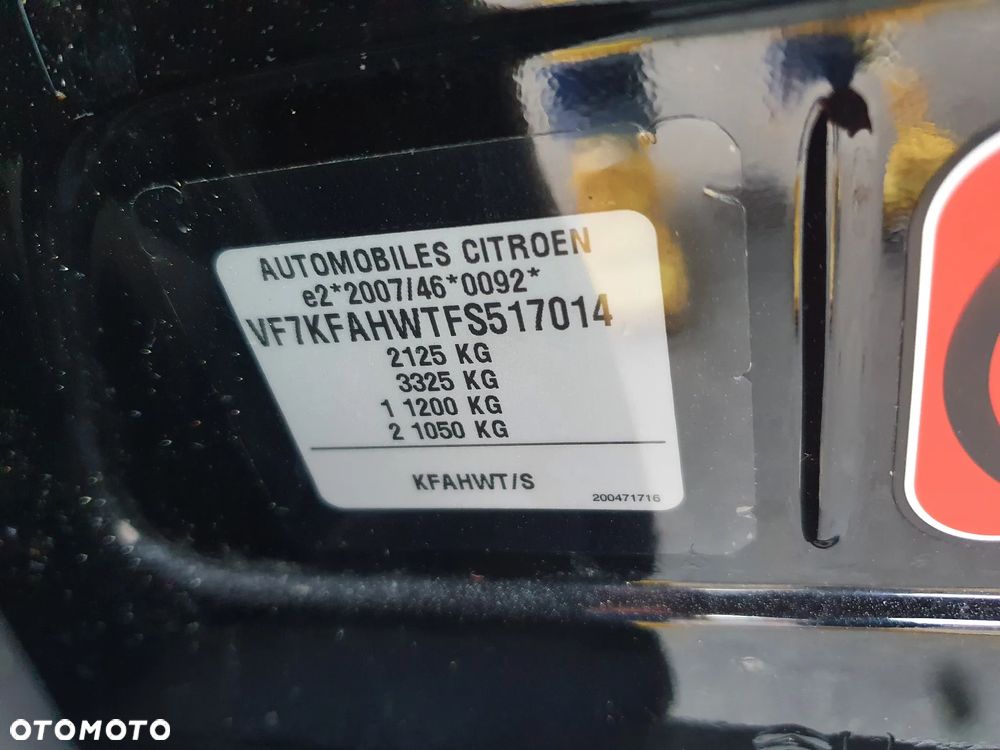 AUTOMOBILES CITROEN
e2*2007/46*0092*
VF7KFAHWTFS517014
2125 KG
3325 KG
1 1200 KG
2 1050 KG
KFAHWT/S
200471716
OTOMOTO